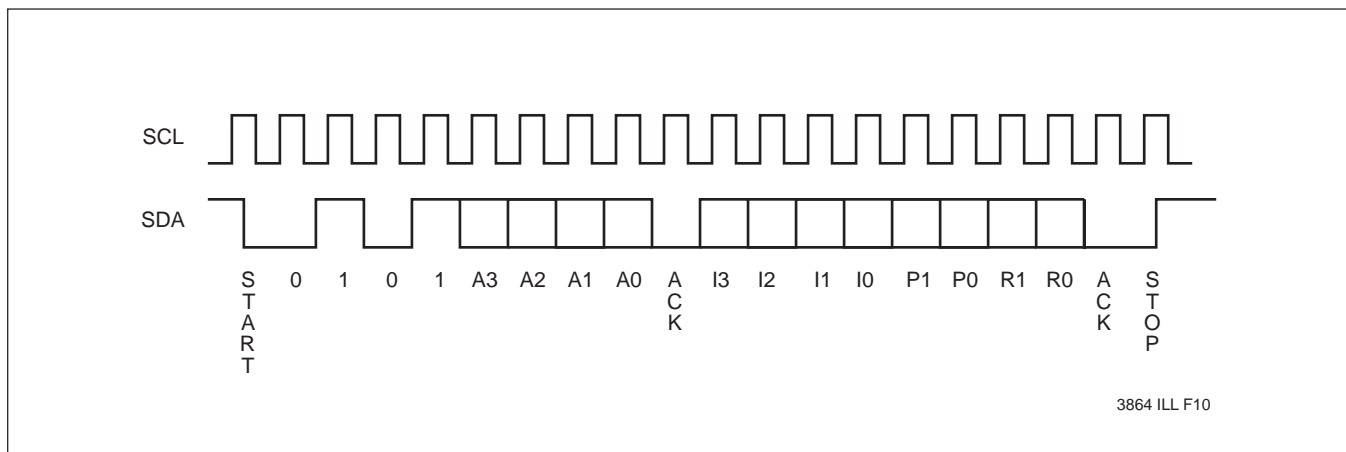 SCL
SDA
START 0 1 0 1 A3 A2 A1 A0 ACK I3 I2 I1 I0 P1 P0 R1 R0 ACK STOP
3864 ILL F10